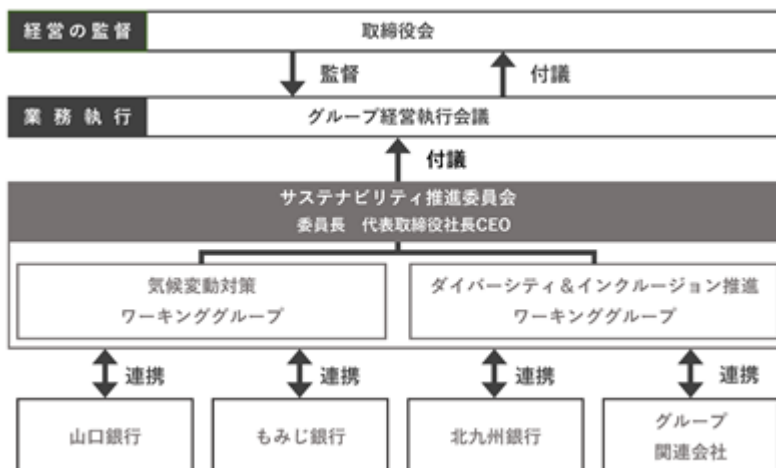 経営の監督 取締役会
監督 付議
業務執行 グループ経営執行会議
付議
サステナビリティ推進委員会
委員長 代表取締役社長CEO
気候変動対策
ワーキンググループ
ダイバーシティ＆インクルージョン推進
ワーキンググループ
連携 連携 連携 連携
山口銀行
もみじ銀行
北九州銀行
グループ
関連会社